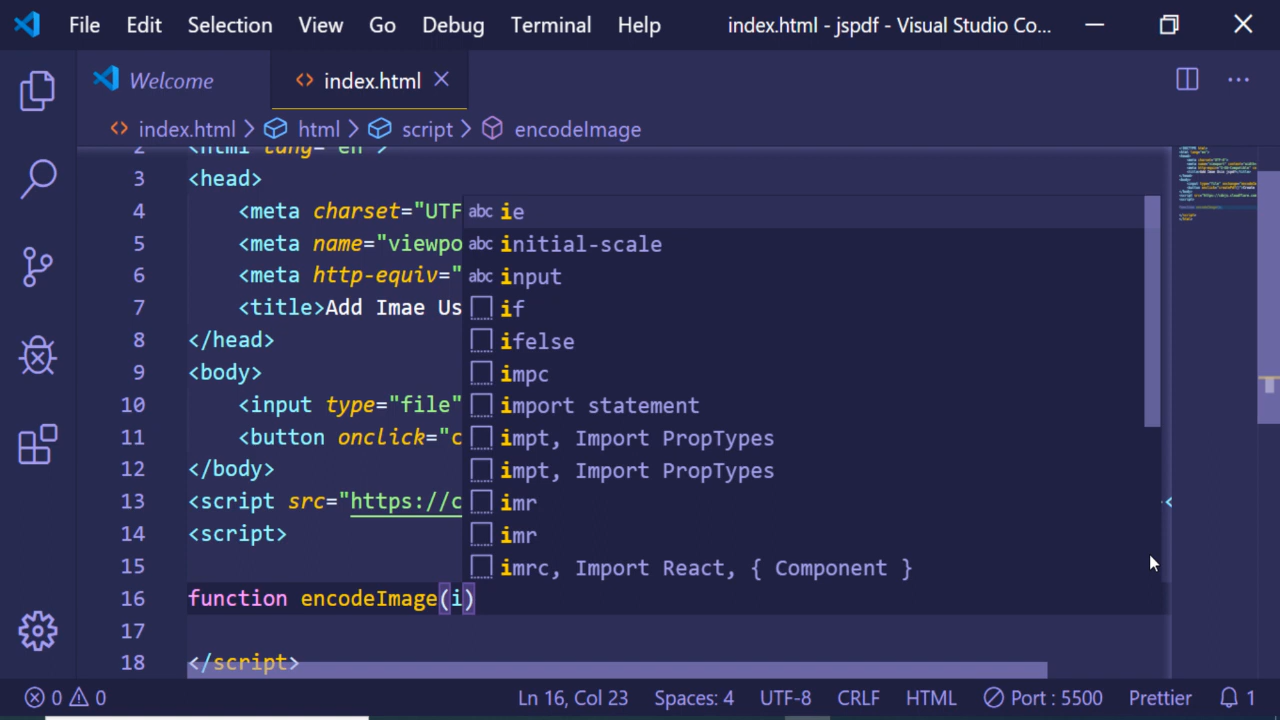 File Edit Selection View Go Debug Terminal Help index.html - jspdf - Visual Studio Co...
Welcome index.html
index.html html script encodeImage
3 <head>
4 <meta charset="UTF
5 <meta name="viewpo
6 <meta http-equiv="
7 <title>Add Imae Us
8 </head>
9 <body>
10 <input type="file"
11 <button onclick="c
12 </body>
13 <script src="https://c
14 <script>
15
16 function encodeImage(i)
17
18 </script>
abc ie
abc initial-scale
abc input
if
ifelse
impc
import statement
impt, Import PropTypes
impt, Import PropTypes
imr
imr
imrc, Import React, { Component }
0 0 Ln 16, Col 23 Spaces: 4 UTF-8 CRLF HTML Port : 5500 Prettier 1